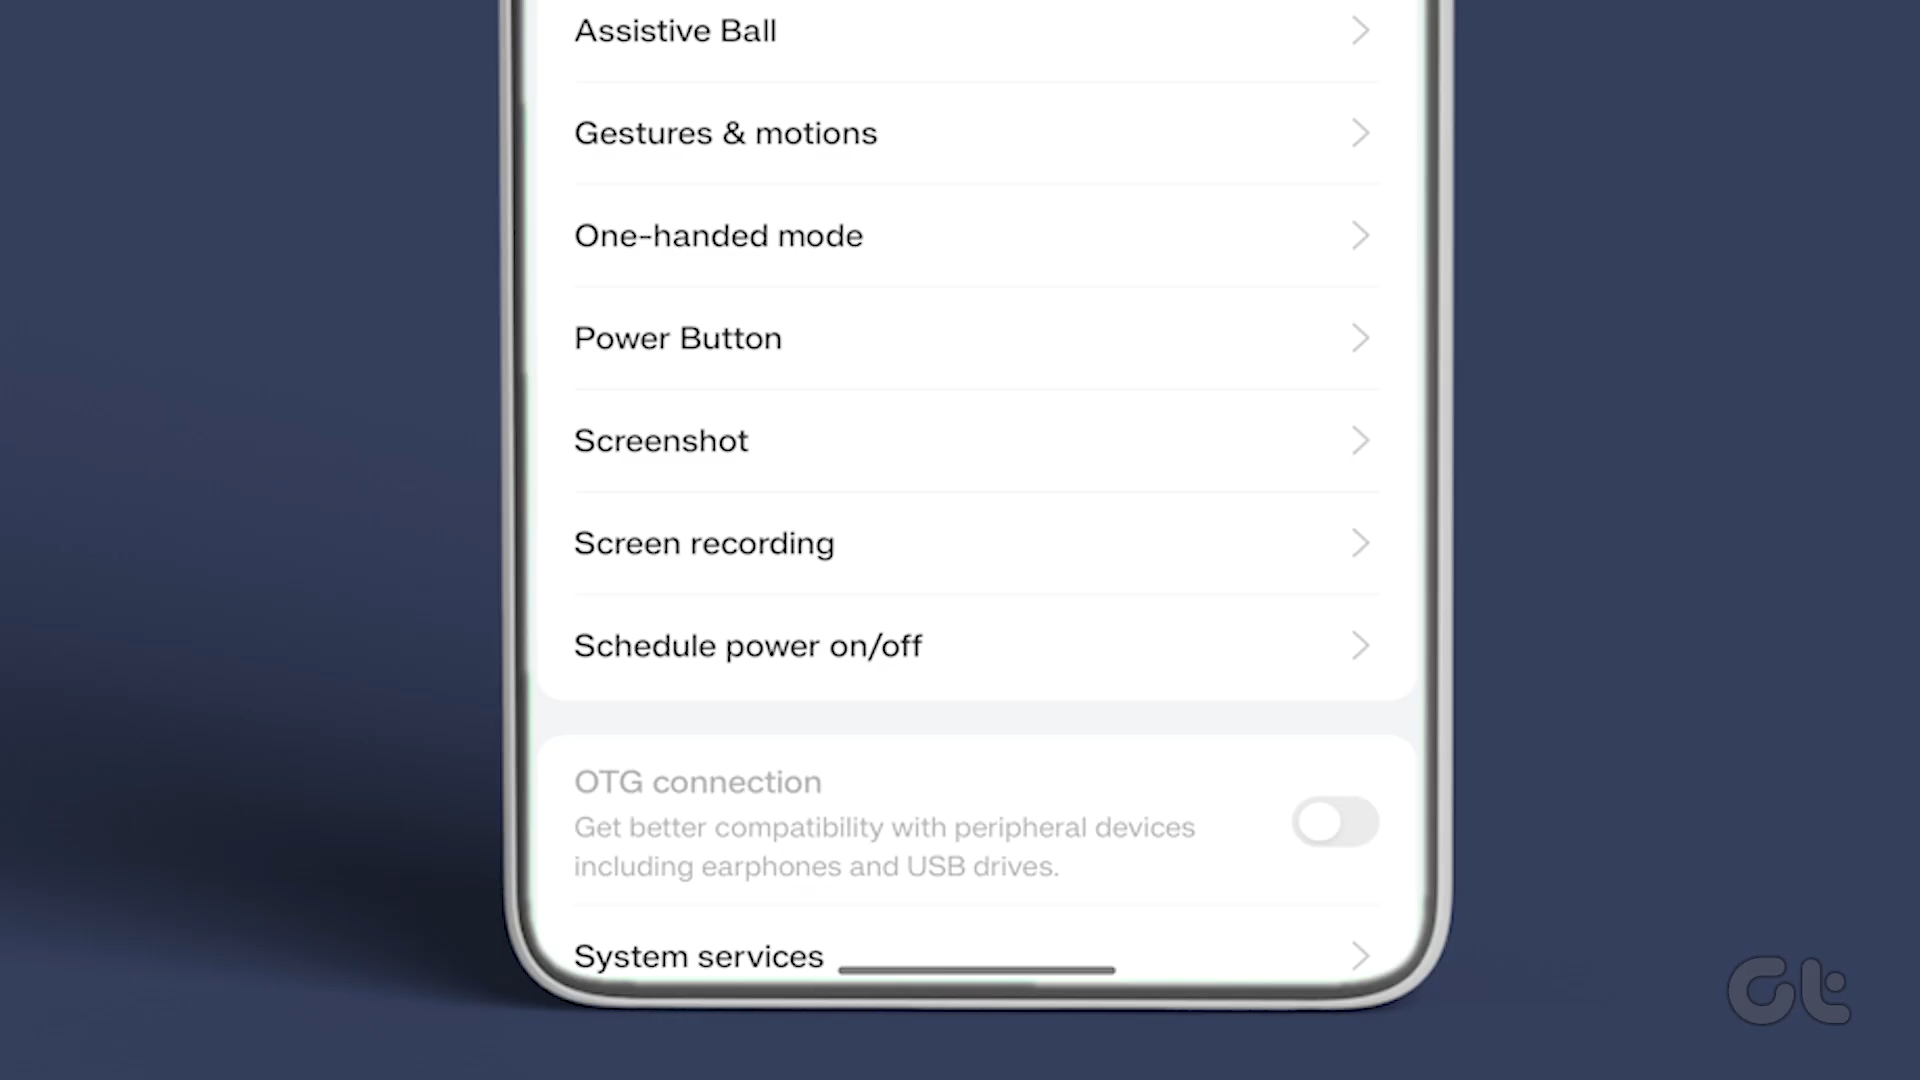 Assistive Ball
Gestures & motions
One-handed mode
Power Button
Screenshot
Screen recording
Schedule power on/off
OTG connection
Get better compatibility with peripheral devices
including earphones and USB drives.
System services
Gt